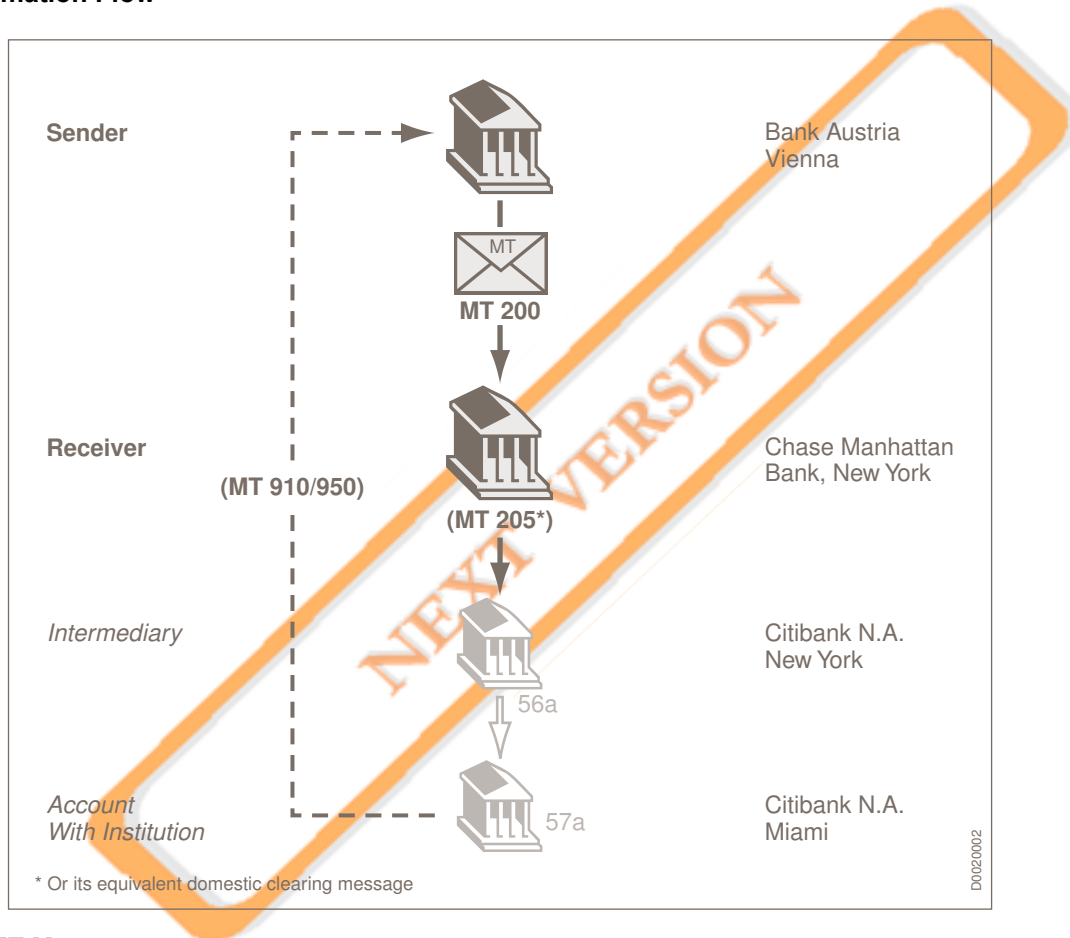 Sender
Bank Austria
Vienna
MT
MT 200
Receiver
Chase Manhattan
Bank, New York
(MT 910/950)
(MT 205*)
NEXT VERSION
Intermediary
Citibank N.A.
New York
56a
Account
With Institution
57a
Citibank N.A.
Miami
D0020002
* Or its equivalent domestic clearing message